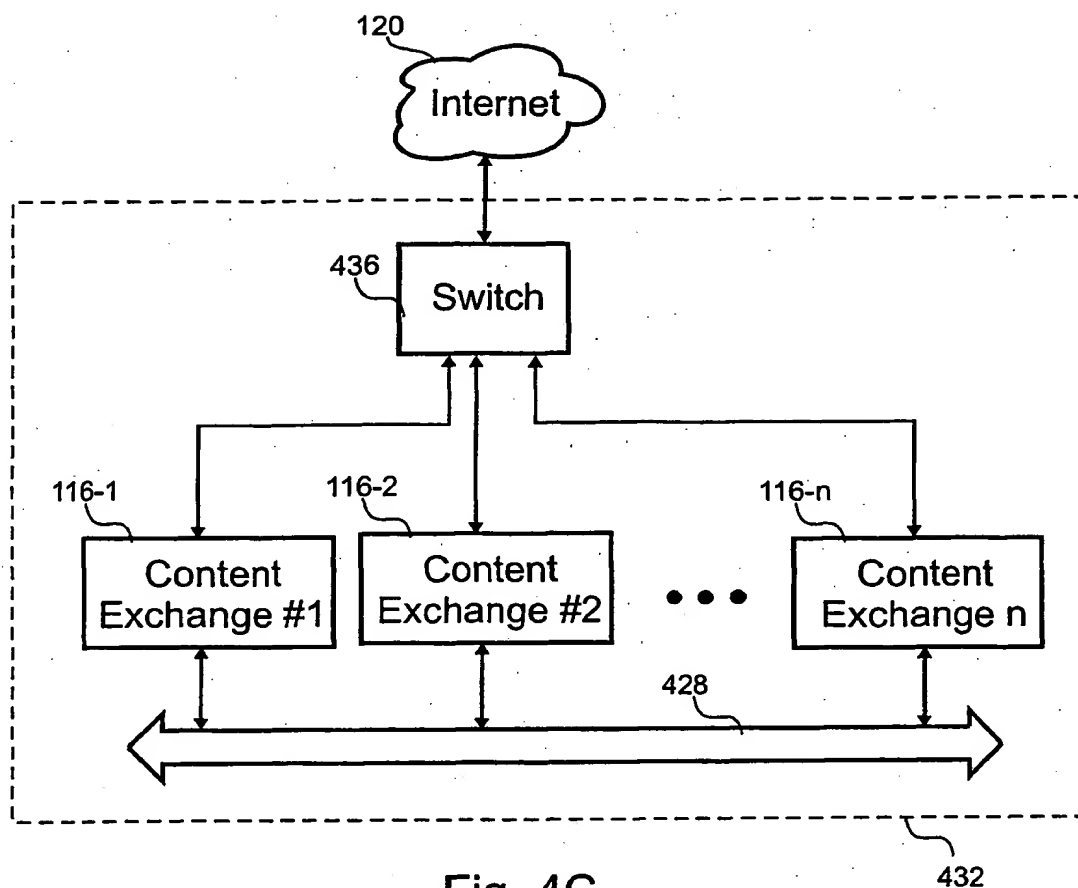 120
Internet
436
Switch
116-1
116-2
116-n
Content
Exchange #1
Content
Exchange #2
Content
Exchange n
428
432
Fig. 4C